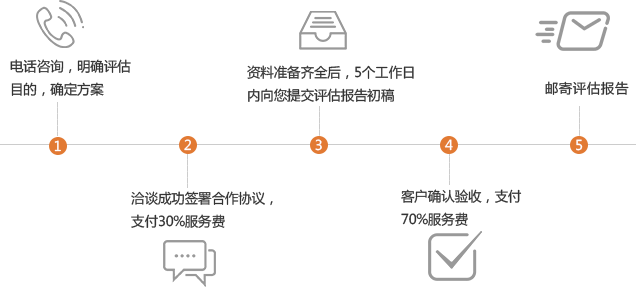 电话咨询，明确评估
目的，确定方案
1
洽谈成功签署合作协议，
支付30%服务费
2
资料准备齐全后，5个工作日
内向您提交评估报告初稿
3
客户确认验收，支付
70%服务费
4
邮寄评估报告
5